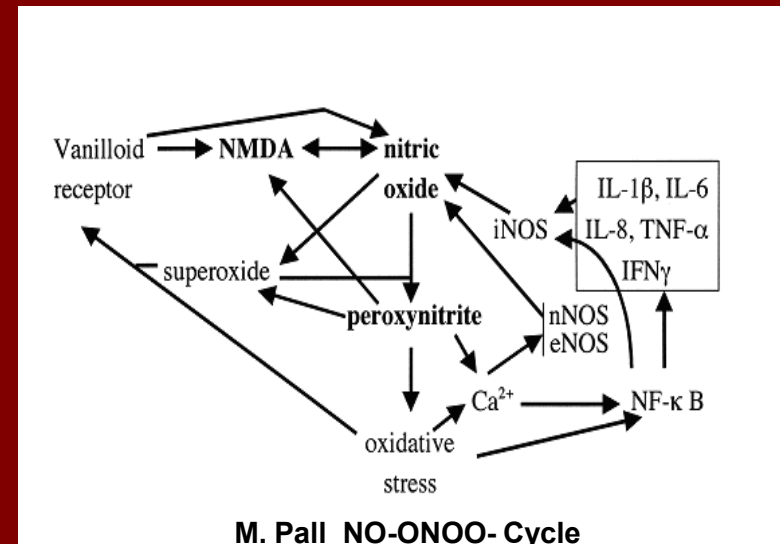 Vanilloid
receptor
NMDA
nitric
oxide
iNOS
IL-1β, IL-6
IL-8, TNF-α
IFNγ
superoxide
peroxynitrite
nNOS
eNOS
Ca2+
NF-κ B
oxidative
stress
M. Pall NO-ONOO- Cycle